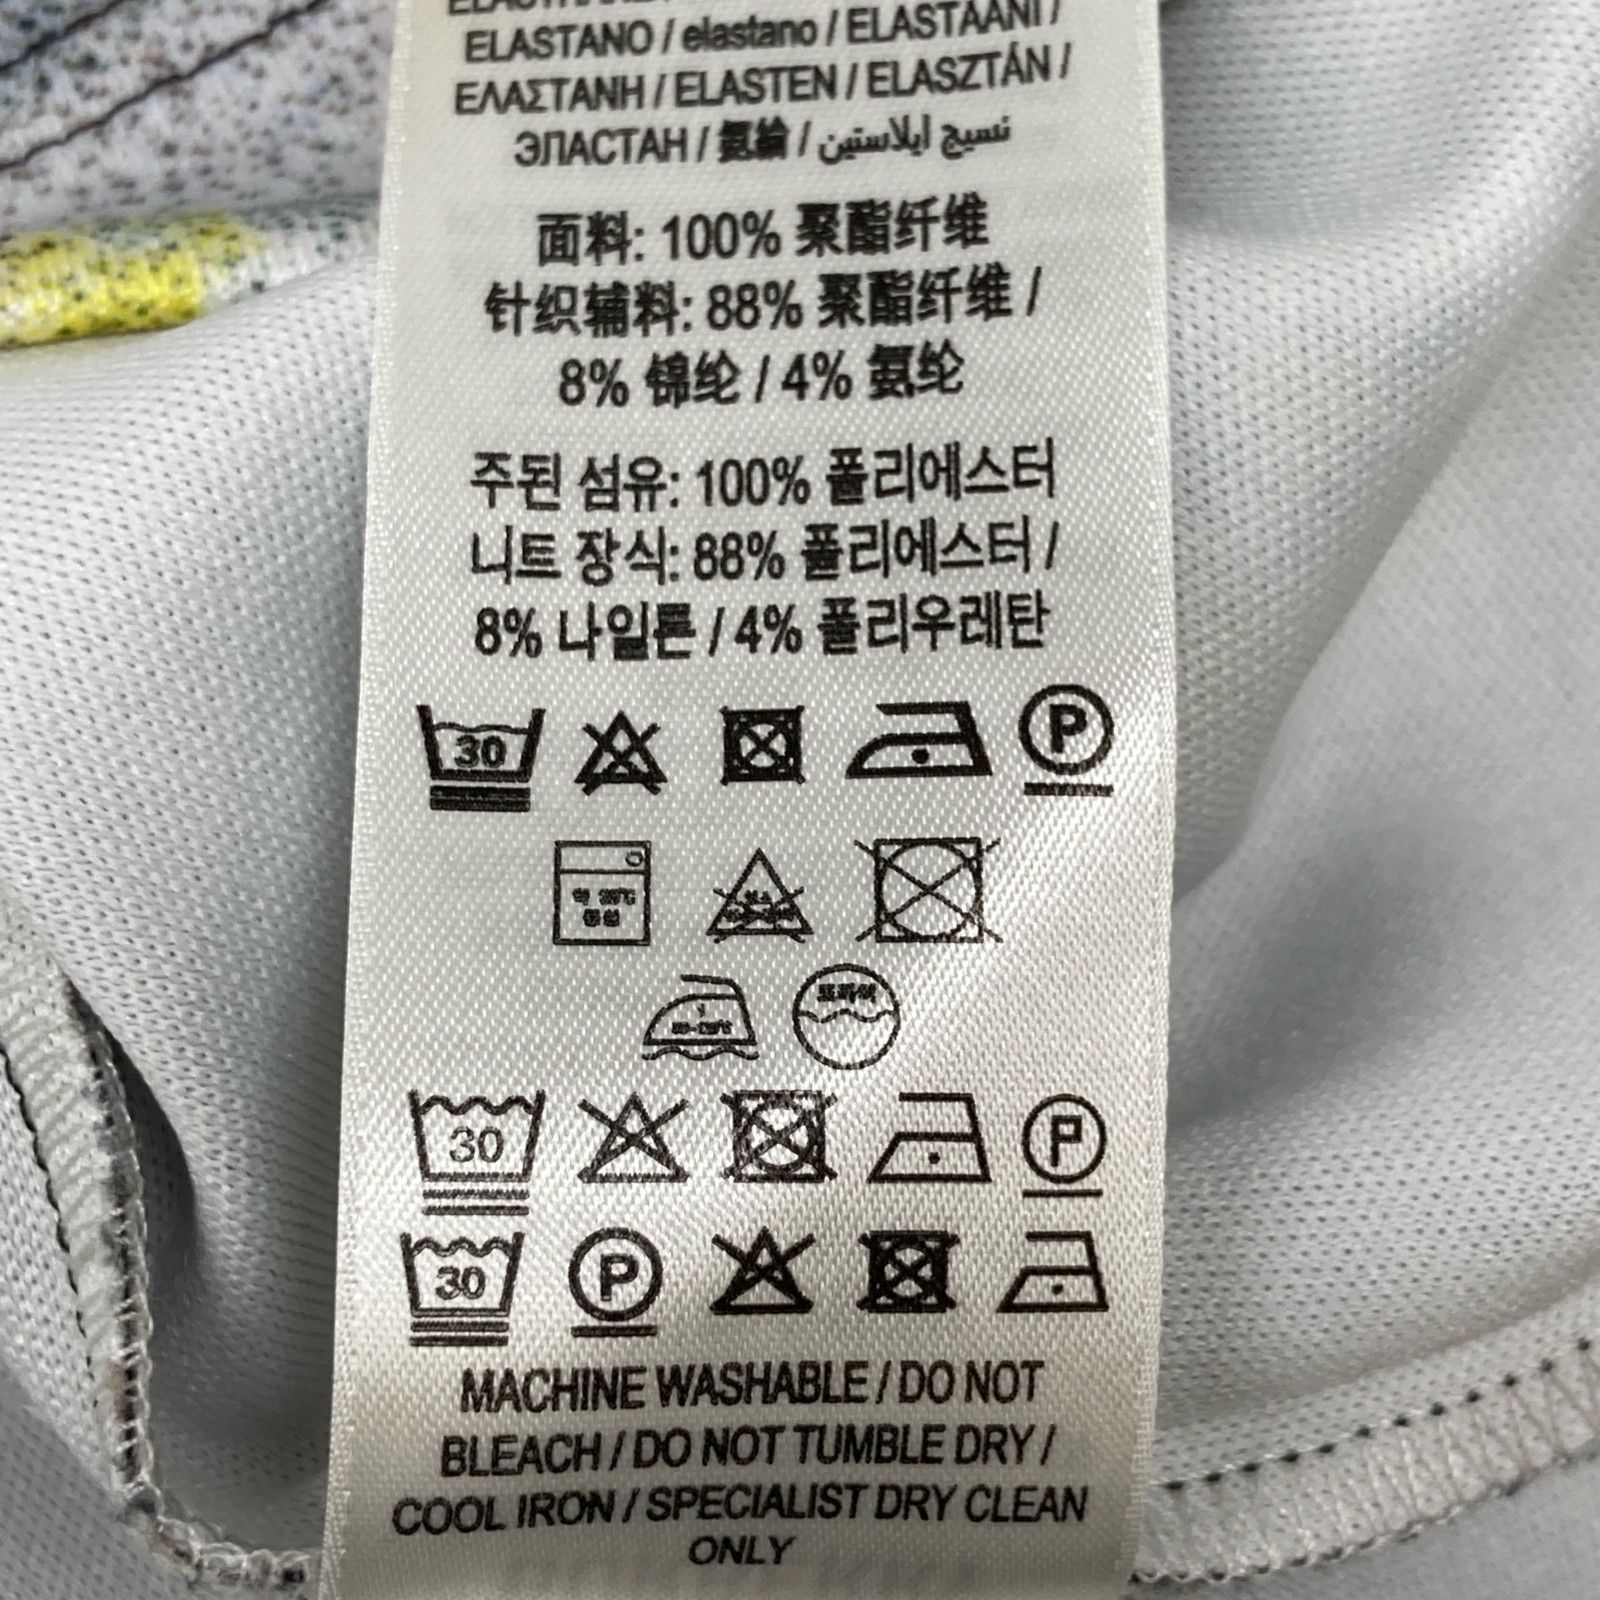 ELASTANO / elastano / ELASTAANI /
ΕΛΑΣΤΑΝΗ / ELASTEN / ELASZTÁN /
ЭЛАСТАН / 氨綸 / نسيج ايلاستين
面料: 100% 聚酯纤维
针织辅料: 88% 聚酯纤维 /
8% 锦纶 / 4% 氨纶
주된 섬유: 100% 폴리에스터
니트 장식: 88% 폴리에스터 /
8% 나일론 / 4% 폴리우레탄
30
P
30
P
30 P
MACHINE WASHABLE / DO NOT
BLEACH / DO NOT TUMBLE DRY /
COOL IRON / SPECIALIST DRY CLEAN
ONLY